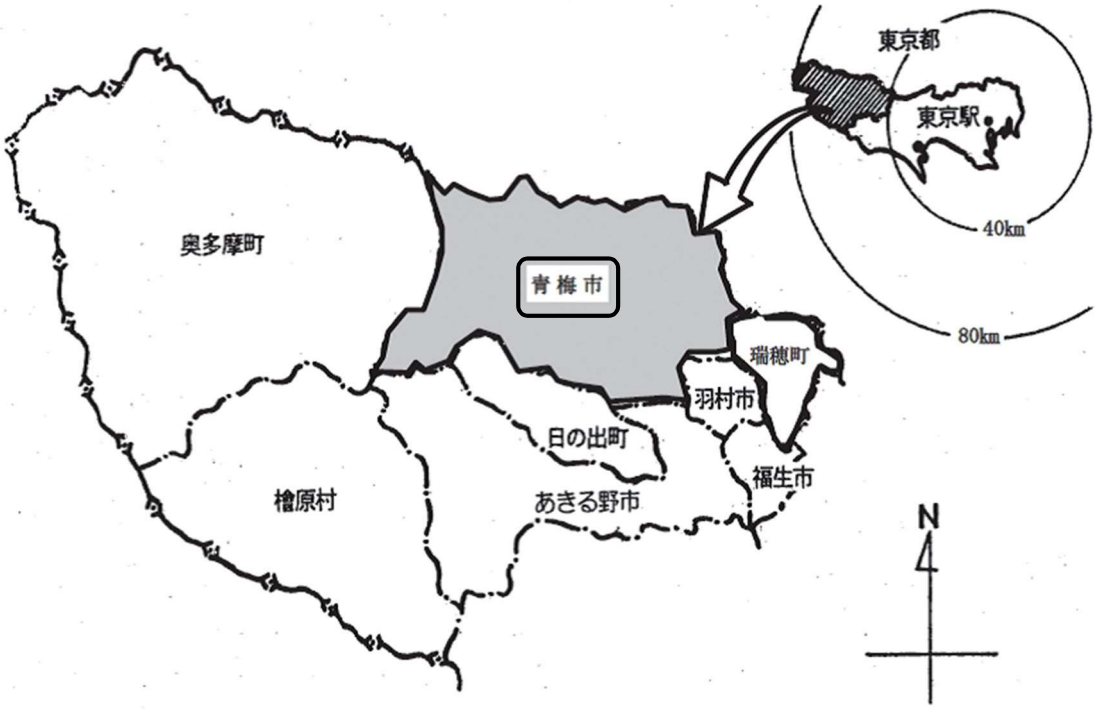 東京都
東京駅
40km
80km
奥多摩町
青梅市
瑞穂町
羽村市
日の出町
福生市
檜原村
あきる野市
N